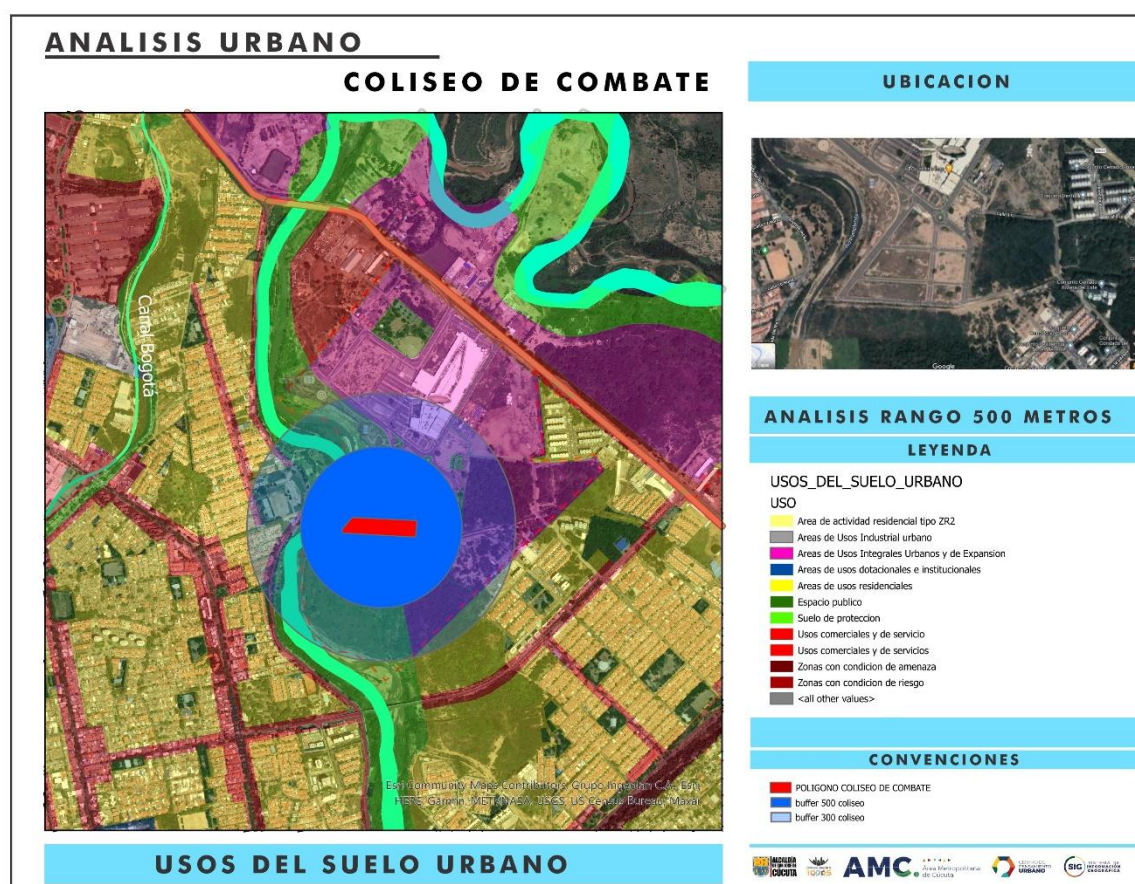 ANALISIS URBANO
COLISEO DE COMBATE
Canal Bogotá
Esri Community Maps Contributors, Grupo Ingenian C.A., Esri,
HERE, Garmin, METI/NASA, USGS, US Census Bureau, Maxar
USOS DEL SUELO URBANO
UBICACION
Google
ANALISIS RANGO 500 METROS
LEYENDA
USOS_DEL_SUELO_URBANO
USO
Area de actividad residencial tipo ZR2
Areas de Usos Industrial urbano
Areas de Usos Integrales Urbanos y de Expansion
Areas de usos dotacionales e institucionales
Areas de usos residenciales
Espacio publico
Suelo de proteccion
Usos comerciales y de servicio
Usos comerciales y de servicios
Zonas con condicion de amenaza
Zonas con condicion de riesgo
<all other values>
CONVENCIONES
POLIGONO COLISEO DE COMBATE
buffer 500 coliseo
buffer 300 coliseo
ALCALDÍA
CÚCUTA
AMC.
Área Metropolitana
de Cúcuta
URBANO
SIG